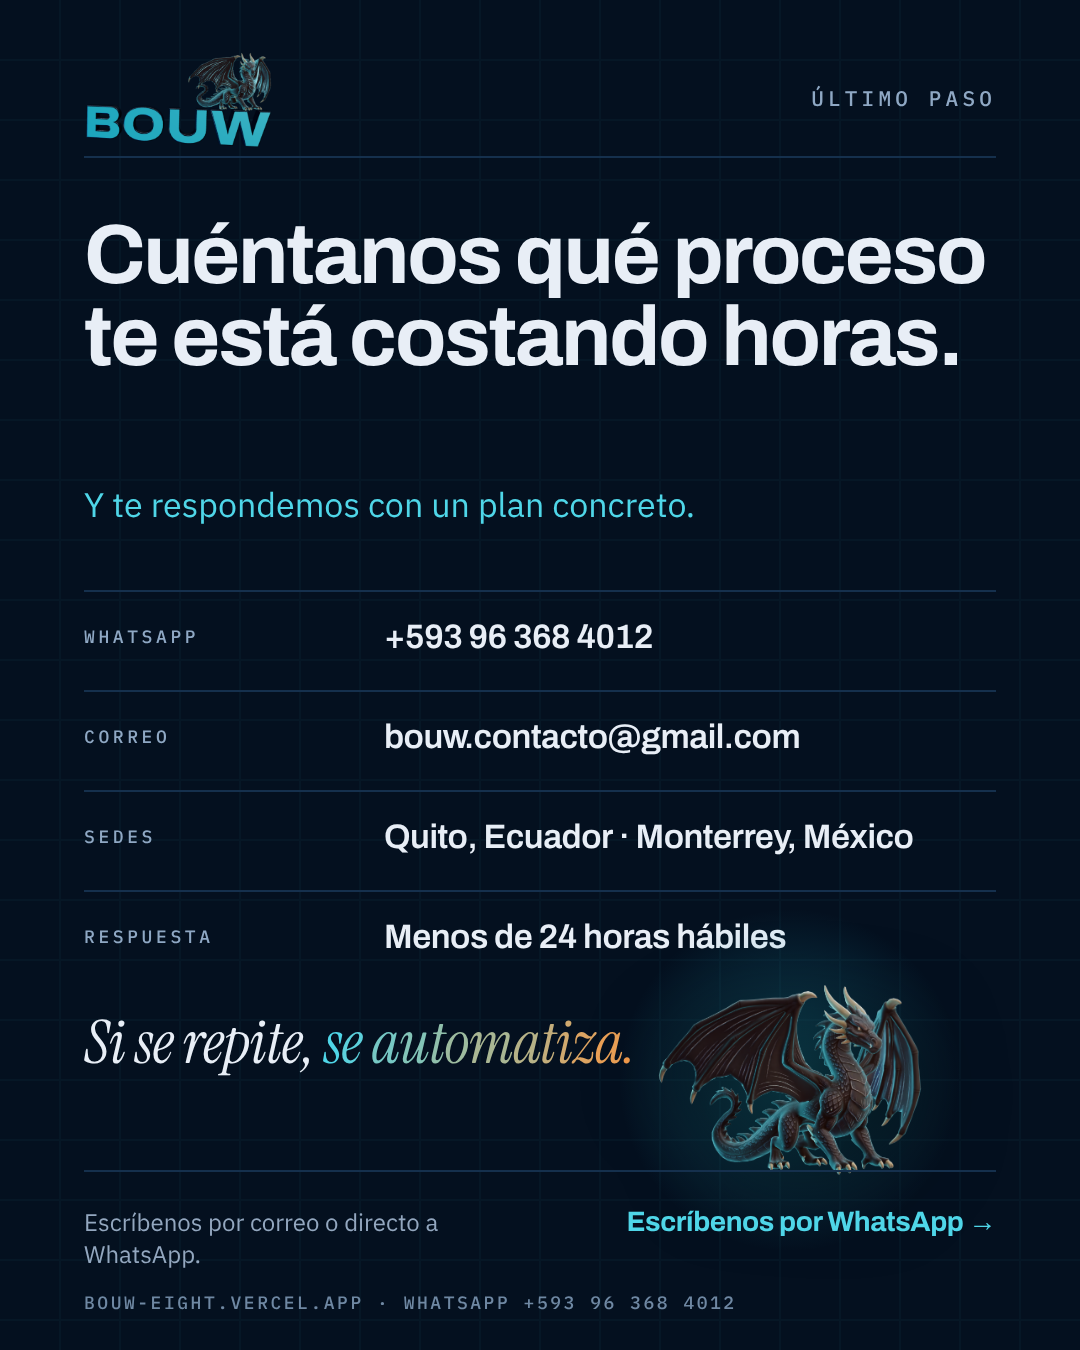 BOUW
ÚLTIMO PASO
Cuéntanos qué proceso
te está costando horas.
Y te respondemos con un plan concreto.
WHATSAPP
+593 96 368 4012
CORREO
bouw.contacto@gmail.com
SEDES
Quito, Ecuador · Monterrey, México
RESPUESTA
Menos de 24 horas hábiles
Si se repite, se automatiza.
Escríbenos por correo o directo a
WhatsApp.
Escríbenos por WhatsApp →
BOUW-EIGHT.VERCEL.APP · WHATSAPP +593 96 368 4012